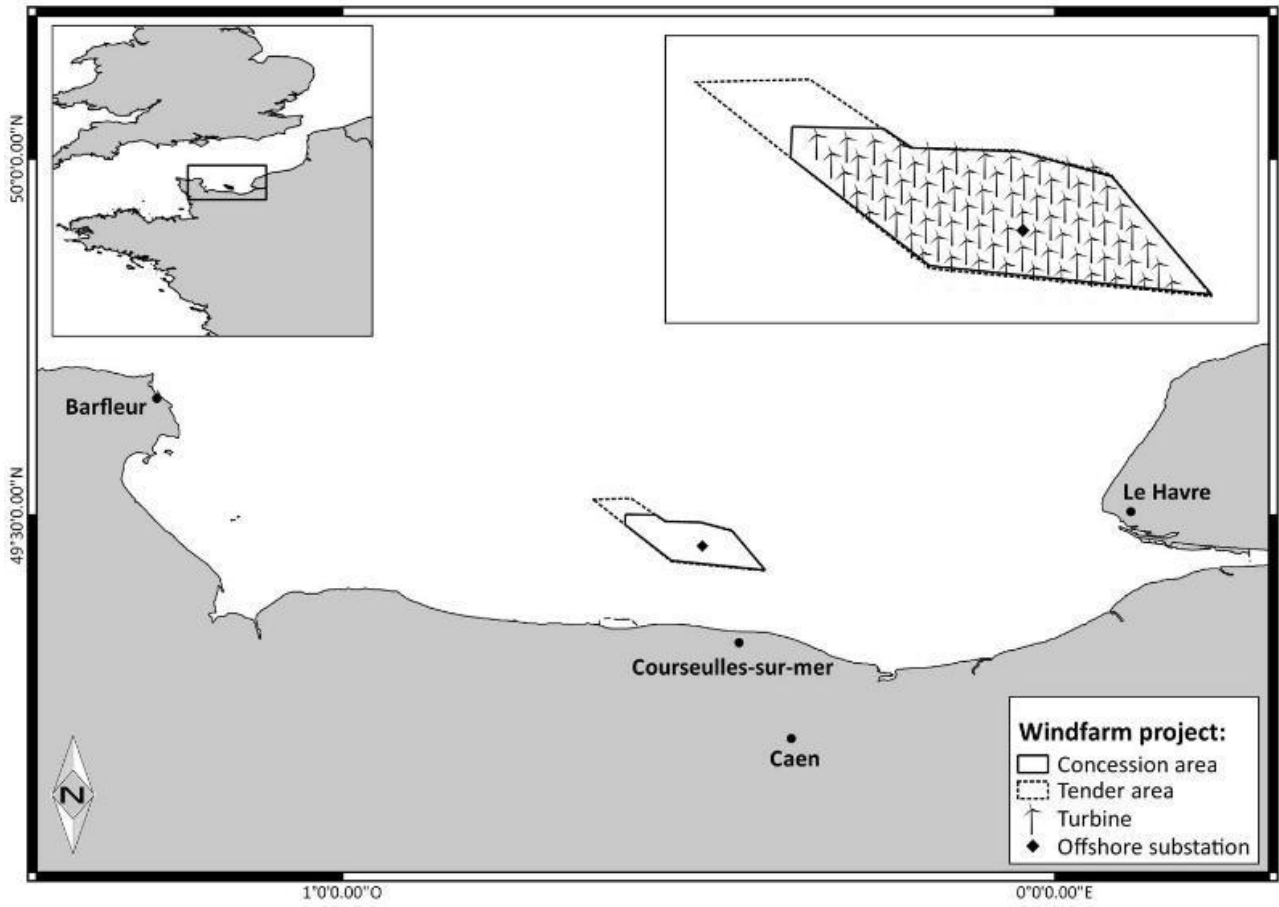 50°0'0.00"N
Barfleur
49°30'0.00"N
Le Havre
Courseulles-sur-mer
Caen
N
Windfarm project:
Concession area
Tender area
Turbine
Offshore substation
1°0'0.00"O
0°0'0.00"E